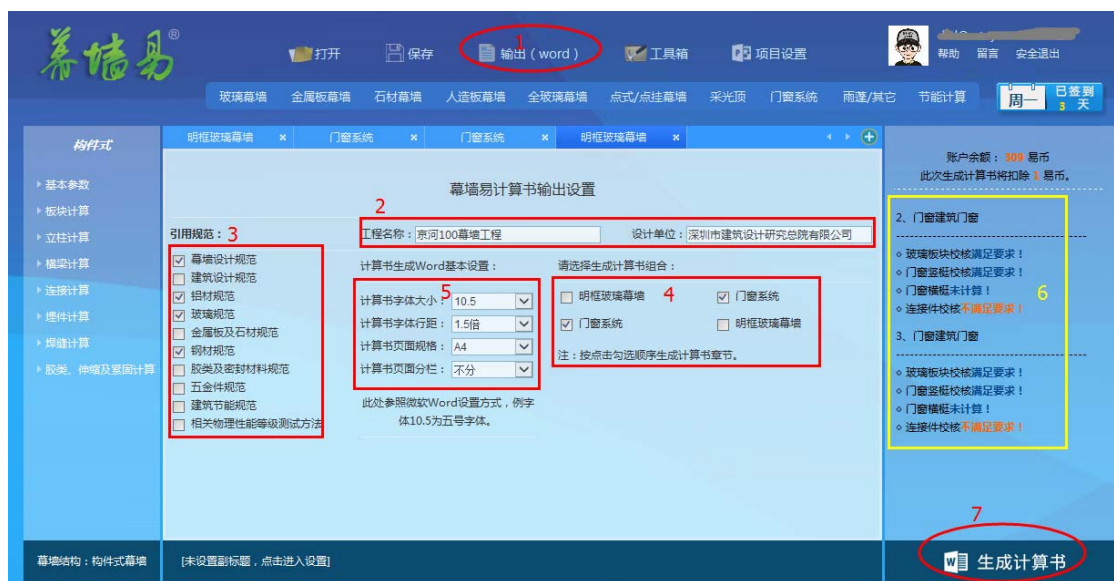 幕墙易®
打开 保存 1 输出（word） 工具箱 项目设置
帮助 留言 安全退出
玻璃幕墙 金属板幕墙 石材幕墙 人造板幕墙 全玻璃幕墙 点式/点挂幕墙 采光顶 门窗系统 雨蓬/其它 节能计算
周一 已签到 3 天
构件式
基本参数
板块计算
立柱计算
横梁计算
连接计算
埋件计算
焊缝计算
胶类、伸缩及紧固计算
明框玻璃幕墙 × 门窗系统 × 门窗系统 × 明框玻璃幕墙 ×
幕墙易计算书输出设置
2
引用规范： 3 工程名称： 京河100幕墙工程 设计单位： 深圳市建筑设计研究总院有限公司
幕墙设计规范
建筑设计规范
铝材规范
玻璃规范
金属板及石材规范
钢材规范
胶类及密封材料规范
五金件规范
建筑节能规范
相关物理性能等级测试方法
计算书生成Word基本设置：
5
计算书字体大小： 10.5
计算书字体行距： 1.5倍
计算书页面规格： A4
计算书页面分栏： 不分
此处参照微软Word设置方式，例字
体10.5为五号字体。
请选择生成计算书组合：
明框玻璃幕墙 4 门窗系统
门窗系统 明框玻璃幕墙
注：按点击勾选顺序生成计算书章节。
账户余额： 309 易币
此次生成计算书将扣除 1 易币。
2、门窗建筑门窗
玻璃板块校核满足要求！
门窗竖梃校核满足要求！
门窗横梃未计算！ 6
连接件校核不满足要求！
3、门窗建筑门窗
玻璃板块校核满足要求！
门窗竖梃校核满足要求！
门窗横梃未计算！
连接件校核不满足要求！
7
幕墙结构：构件式幕墙 [未设置副标题，点击进入设置] 生成计算书